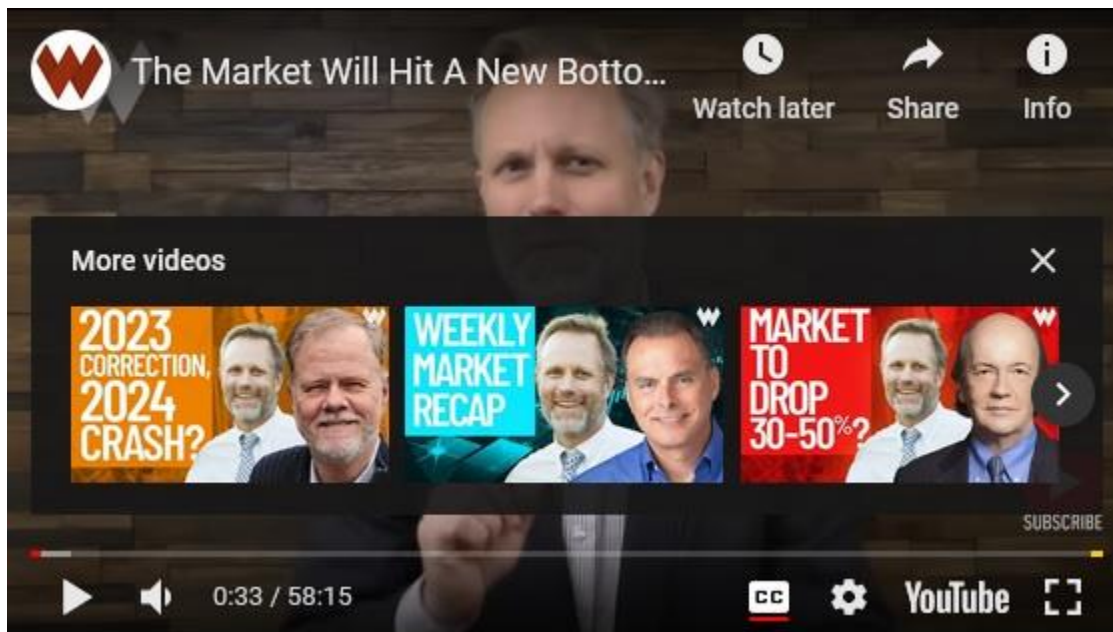 The Market Will Hit A New Botto...
Watch later
Share
Info
More videos
2023
CORRECTION,
2024
CRASH?
WEEKLY
MARKET
RECAP
MARKET
TO
DROP
30-50%?
SUBSCRIBE
0:33 / 58:15
CC
YouTube